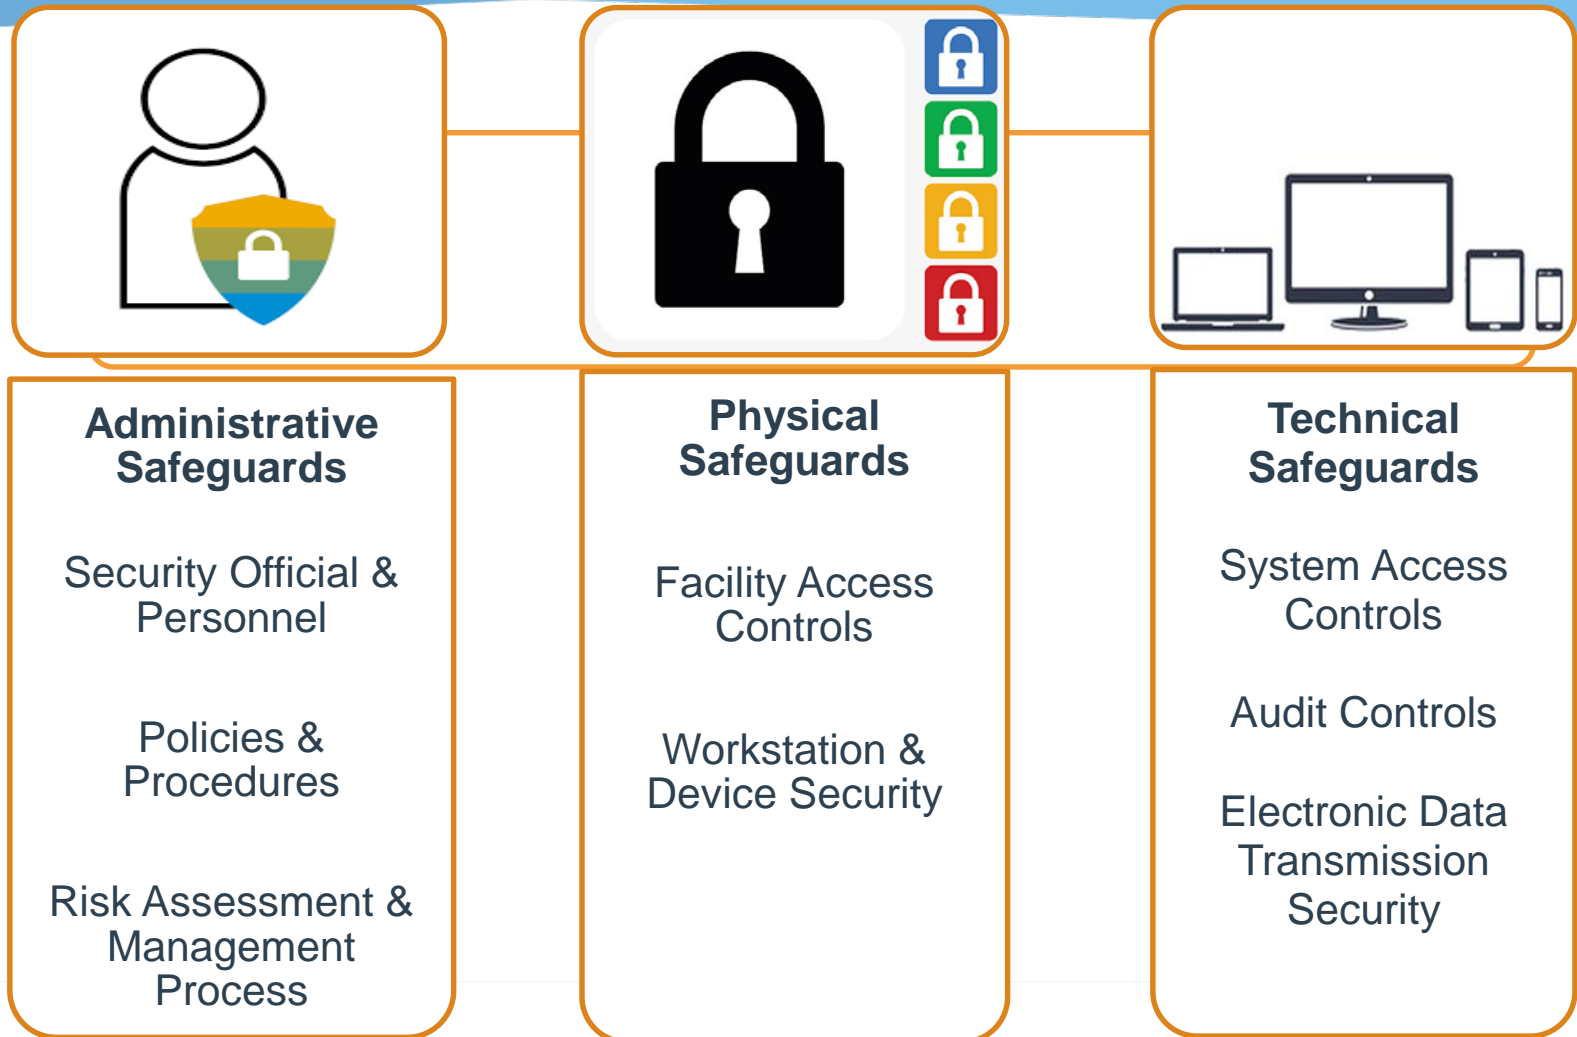 Administrative
Safeguards
Security Official &
Personnel
Policies &
Procedures
Risk Assessment &
Management
Process
Physical
Safeguards
Facility Access
Controls
Workstation &
Device Security
Technical
Safeguards
System Access
Controls
Audit Controls
Electronic Data
Transmission
Security